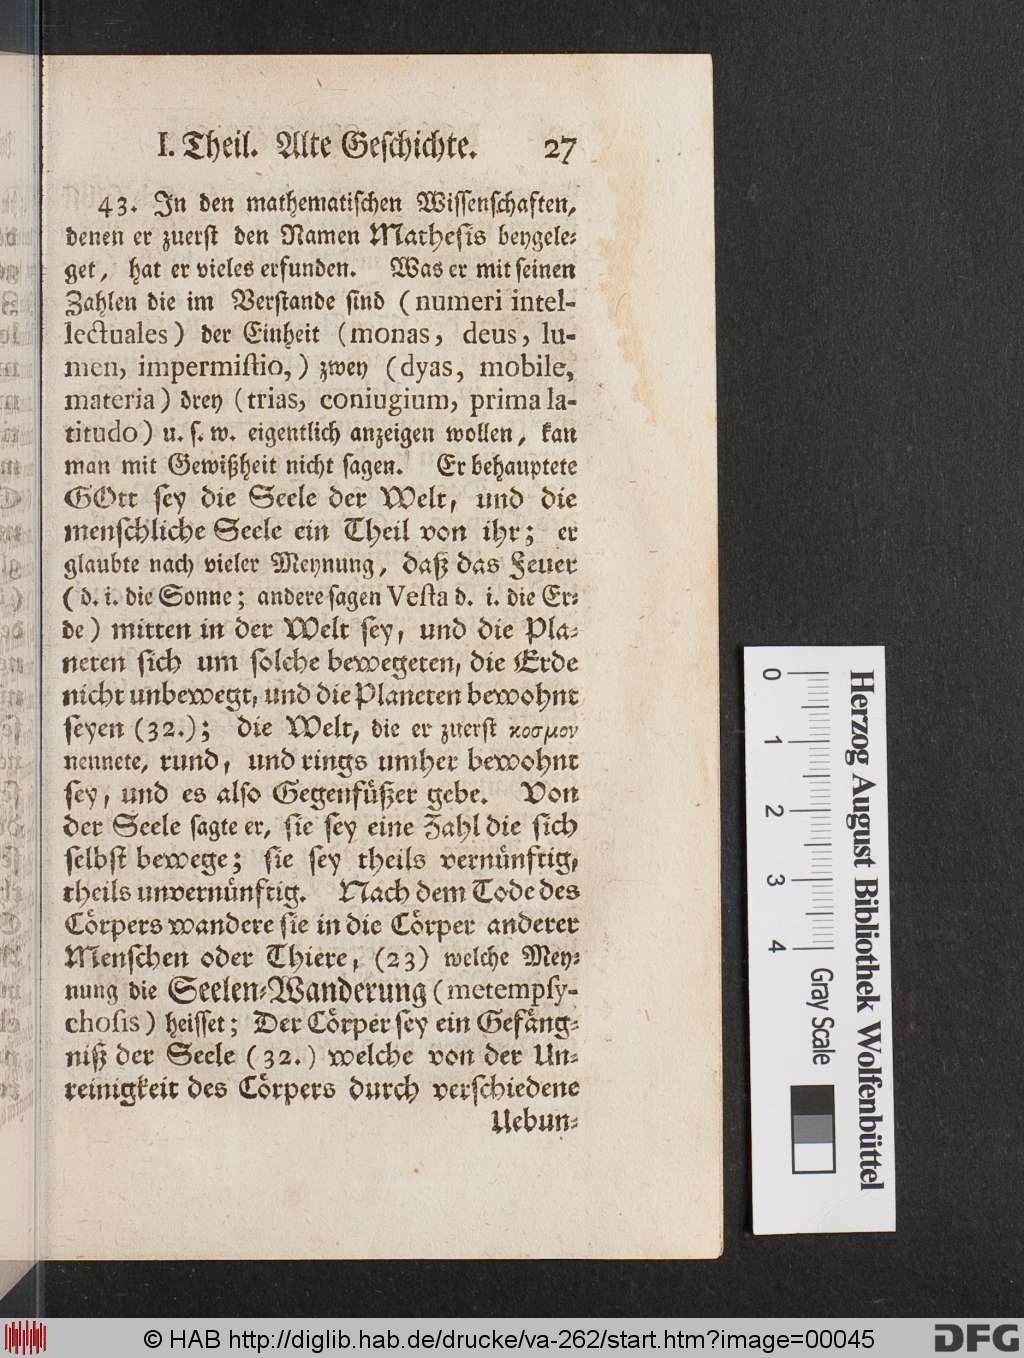 I. Theil. Alte Geschichte. 27
43. In den mathematischen Wissenschaften,
denen er zuerst den Namen Mathesis beygele-
get, hat er vieles erfunden. Was er mit seinen
Zahlen die im Verstande sind (numeri intel-
lectuales) der Einheit (monas, deus, lu-
men, impermistio,) zwey (dyas, mobile,
materia) drey (trias, coniugium, prima la-
titudo) u. s. w. eigentlich anzeigen wollen, kan
man mit Gewißheit nicht sagen. Er behauptete
GOtt sey die Seele der Welt, und die
menschliche Seele ein Theil von ihr; er
glaubte nach vieler Meynung, daß das Feuer
(d. i. die Sonne; andere sagen Vesta d. i. die Er-
de) mitten in der Welt sey, und die Pla-
neten sich um solche bewegeten, die Erde
nicht unbewegt, und die Planeten bewohnt
seyen (32.); die Welt, die er zuerst κοσμον
nennete, rund, und rings umher bewohnt
sey, und es also Gegenfüßer gebe. Von
der Seele sagte er, sie sey eine Zahl die sich
selbst bewege; sie sey theils vernünftig,
theils unvernünftig. Nach dem Tode des
Cörpers wandere sie in die Cörper anderer
Menschen oder Thiere, (23) welche Mey-
nung die Seelen-Wanderung (metempsy-
chosis) heisset; Der Cörper sey ein Gefäng-
niß der Seele (32.) welche von der Un-
reinigkeit des Cörpers durch verschiedene
Uebun-
0 1 2 3 4
Gray Scale
Herzog August Bibliothek Wolfenbüttel
© HAB http://diglib.hab.de/drucke/va-262/start.htm?image=00045
DFG